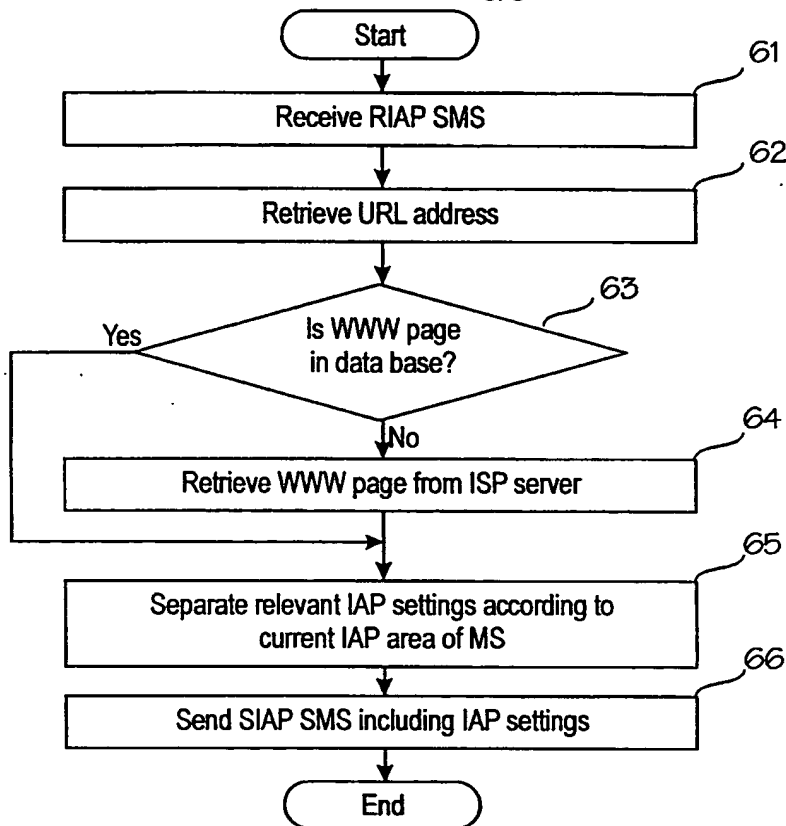 Start
61
Receive RIAP SMS
62
Retrieve URL address
63
Yes
Is WWW page
in data base?
No
64
Retrieve WWW page from ISP server
65
Separate relevant IAP settings according to
current IAP area of MS
66
Send SIAP SMS including IAP settings
End